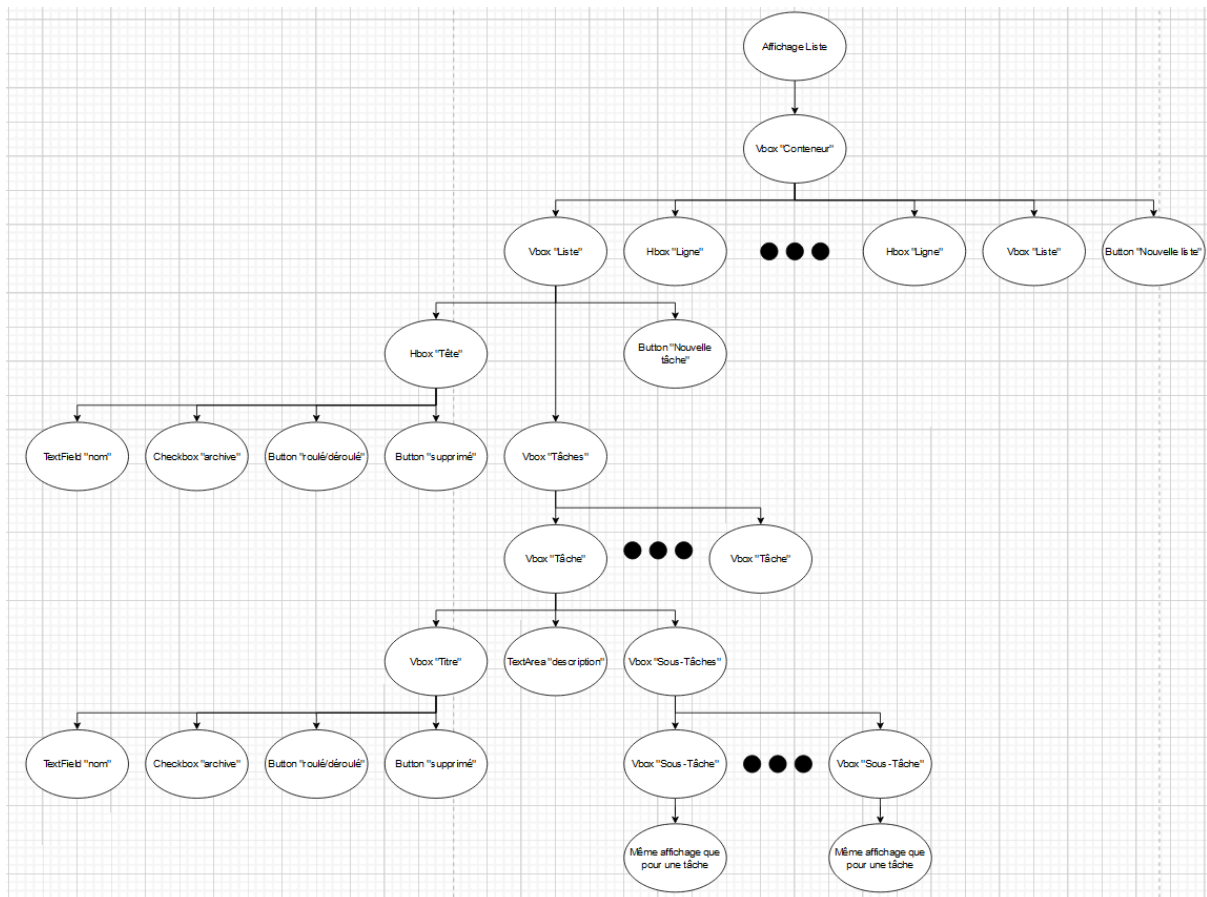 Affichage Liste
Vbox "Conteneur"
Vbox "Liste"
Hbox "Ligne"
Hbox "Ligne"
Vbox "Liste"
Button "Nouvelle liste"
Hbox "Tête"
Button "Nouvelle
tâche"
TextField "nom"
Checkbox "archive"
Button "roulé/déroulé"
Button "supprimé"
Vbox "Tâches"
Vbox "Tâche"
Vbox "Tâche"
Vbox "Titre"
TextArea "description"
Vbox "Sous-Tâches"
TextField "nom"
Checkbox "archive"
Button "roulé/déroulé"
Button "supprimé"
Vbox "Sous-Tâche"
Vbox "Sous-Tâche"
Même affichage que
pour une tâche
Même affichage que
pour une tâche